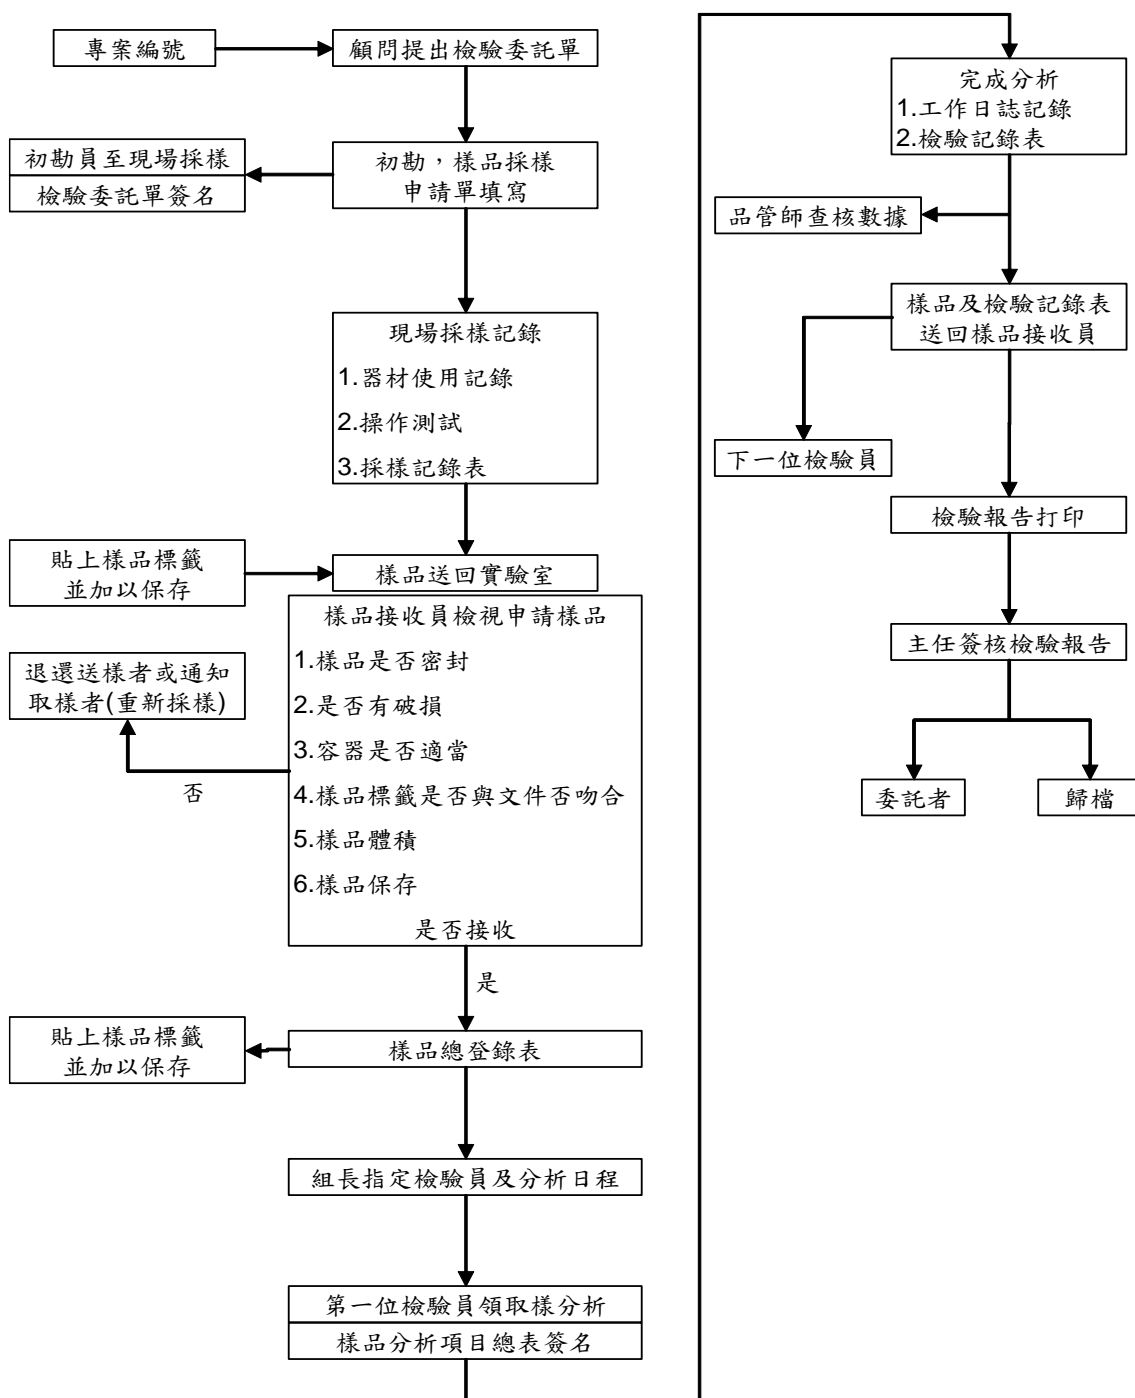 專案編號
顧問提出檢驗委託單
初勘員至現場採樣
檢驗委託單簽名
初勘，樣品採樣
申請單填寫
現場採樣記錄
1.器材使用記錄
2.操作測試
3.採樣記錄表
貼上樣品標籤
並加以保存
樣品送回實驗室
樣品接收員檢視申請樣品
1.樣品是否密封
2.是否有破損
3.容器是否適當
4.樣品標籤是否與文件否吻合
5.樣品體積
6.樣品保存
是否接收
退還送樣者或通知
取樣者(重新採樣)
否
是
貼上樣品標籤
並加以保存
樣品總登錄表
組長指定檢驗員及分析日程
第一位檢驗員領取樣分析
樣品分析項目總表簽名
完成分析
1.工作日誌記錄
2.檢驗記錄表
品管師查核數據
樣品及檢驗記錄表
送回樣品接收員
下一位檢驗員
檢驗報告打印
主任簽核檢驗報告
委託者
歸檔